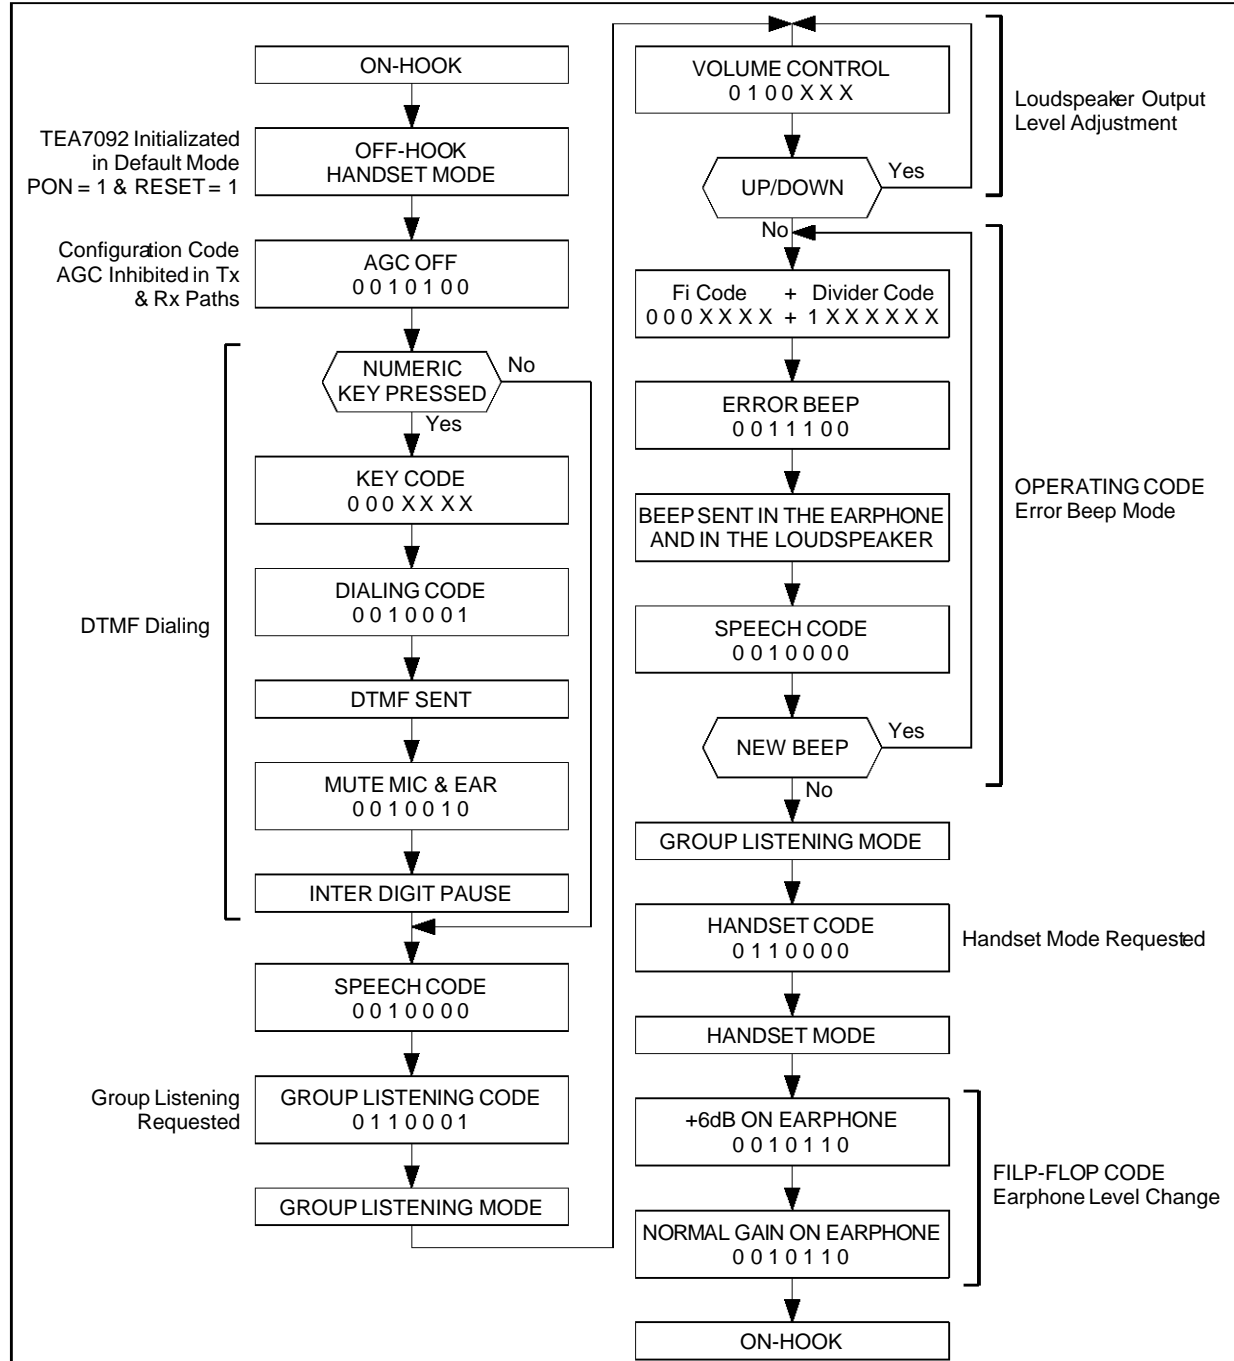 ON-HOOK
TEA7092 Initializated
in Default Mode
PON = 1 & RESET = 1
OFF-HOOK
HANDSET MODE
Configuration Code
AGC Inhibited in Tx
& Rx Paths
AGC OFF
0 0 1 0 1 0 0
NUMERIC
KEY PRESSED
No
Yes
KEY CODE
0 0 0 X X X X
DTMF Dialing
DIALING CODE
0 0 1 0 0 0 1
DTMF SENT
MUTE MIC & EAR
0 0 1 0 0 1 0
INTER DIGIT PAUSE
SPEECH CODE
0 0 1 0 0 0 0
Group Listening
Requested
GROUP LISTENING CODE
0 1 1 0 0 0 1
GROUP LISTENING MODE
VOLUME CONTROL
0 1 0 0 X X X
Loudspeaker Output
Level Adjustment
UP/DOWN
Yes
No
Fi Code + Divider Code
0 0 0 X X X X + 1 X X X X X X
ERROR BEEP
0 0 1 1 1 0 0
OPERATING CODE
Error Beep Mode
BEEP SENT IN THE EARPHONE
AND IN THE LOUDSPEAKER
SPEECH CODE
0 0 1 0 0 0 0
NEW BEEP
Yes
No
GROUP LISTENING MODE
HANDSET CODE
0 1 1 0 0 0 0
Handset Mode Requested
HANDSET MODE
+6dB ON EARPHONE
0 0 1 0 1 1 0
FILP-FLOP CODE
Earphone Level Change
NORMAL GAIN ON EARPHONE
0 0 1 0 1 1 0
ON-HOOK